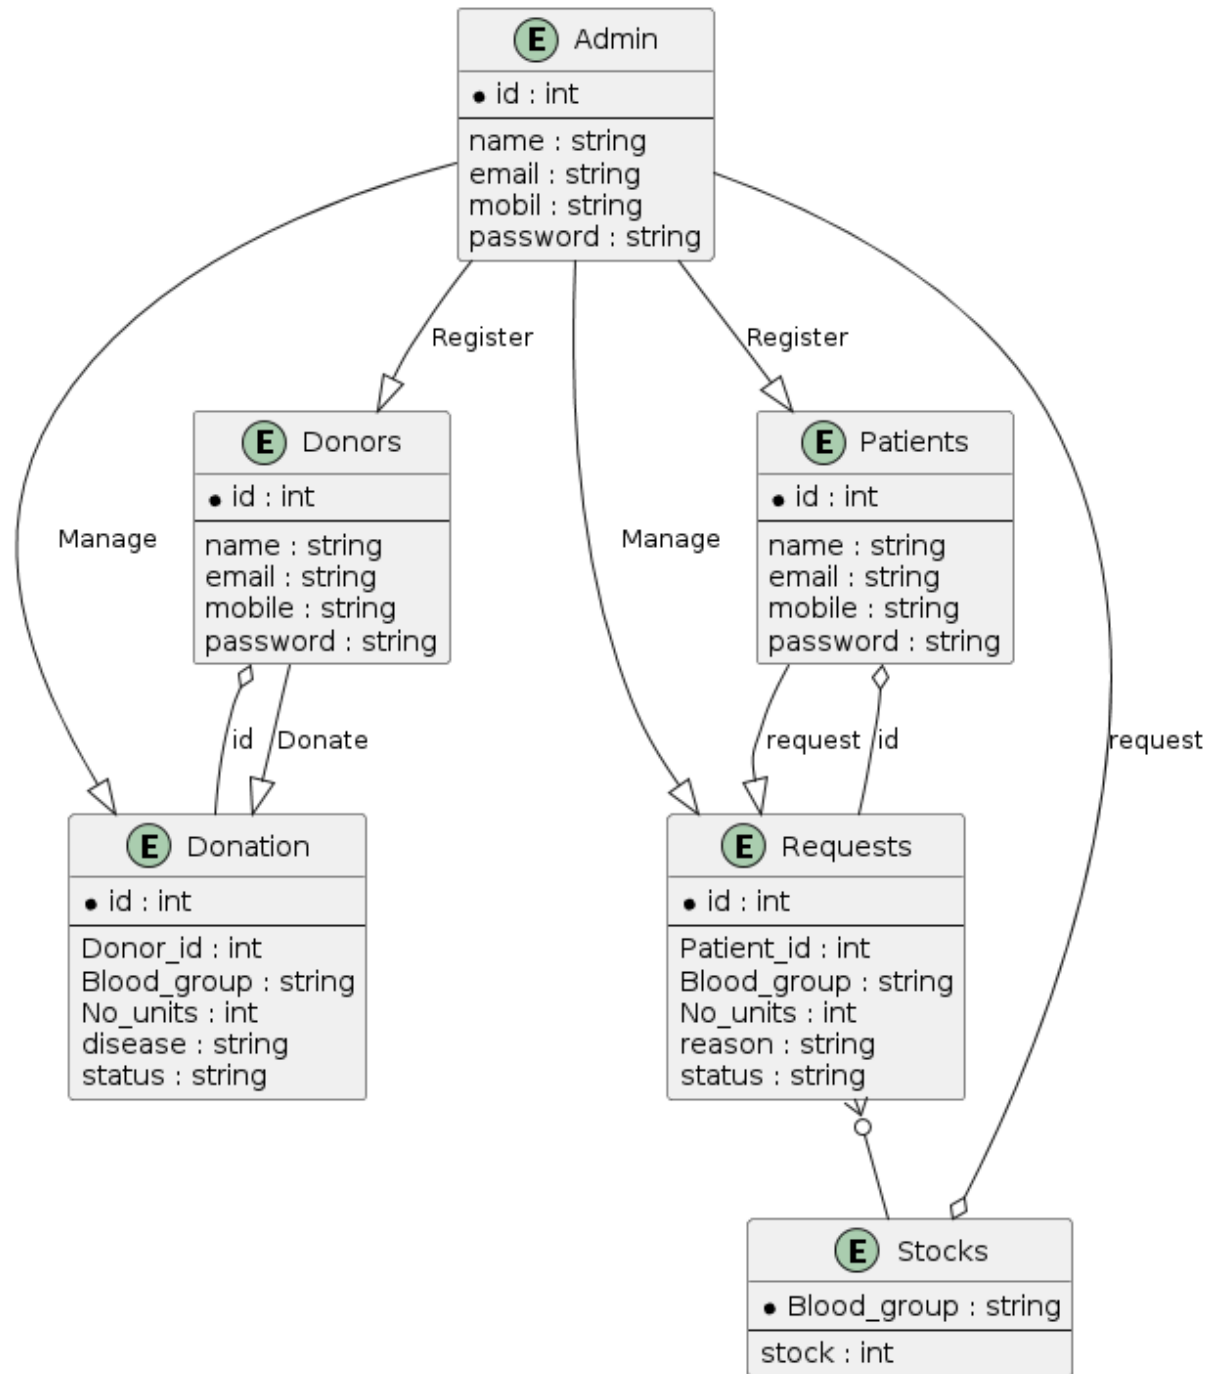 E Admin
id : int
name : string
email : string
mobil : string
password : string
Register
Register
E Donors
id : int
name : string
email : string
mobile : string
password : string
E Patients
id : int
name : string
email : string
mobile : string
password : string
Manage
Manage
id
Donate
request
id
request
E Donation
id : int
Donor_id : int
Blood_group : string
No_units : int
disease : string
status : string
E Requests
id : int
Patient_id : int
Blood_group : string
No_units : int
reason : string
status : string
E Stocks
Blood_group : string
stock : int